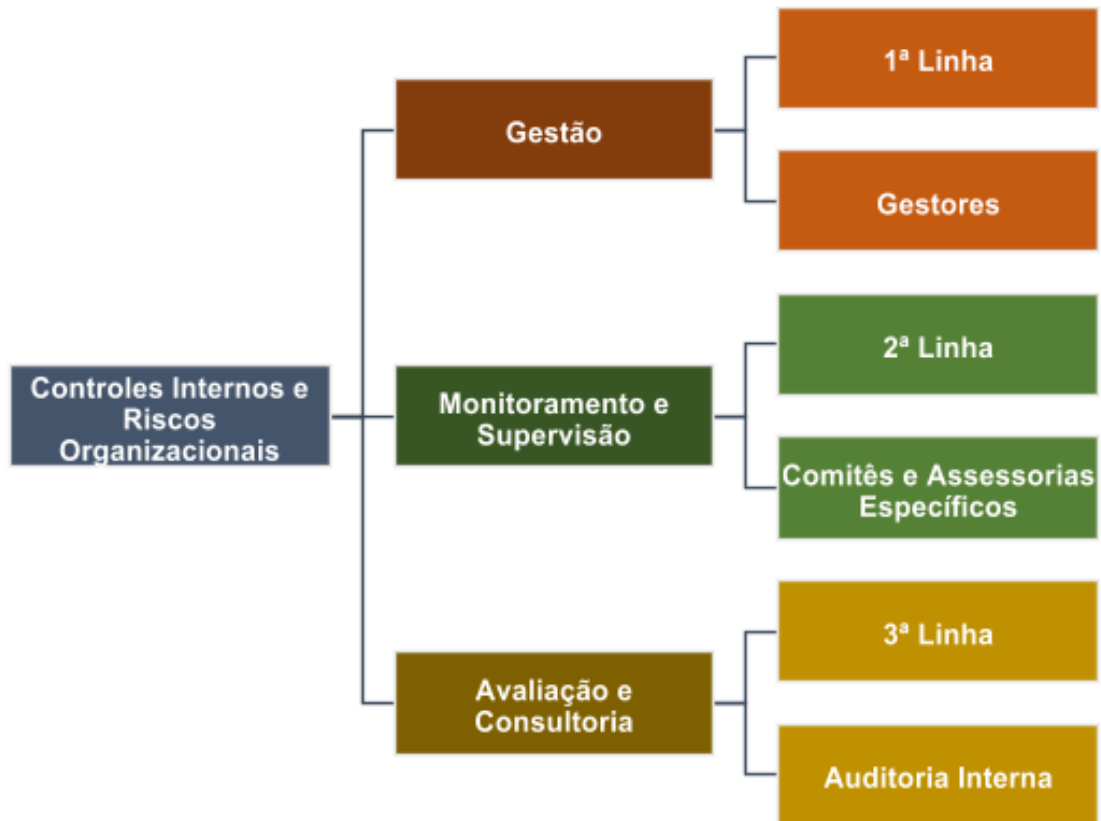 Controles Internos e
Riscos
Organizacionais
Gestão
1ª Linha
Gestores
Monitoramento e
Supervisão
2ª Linha
Comitês e Assessorias
Específicos
Avaliação e
Consultoria
3ª Linha
Auditoria Interna